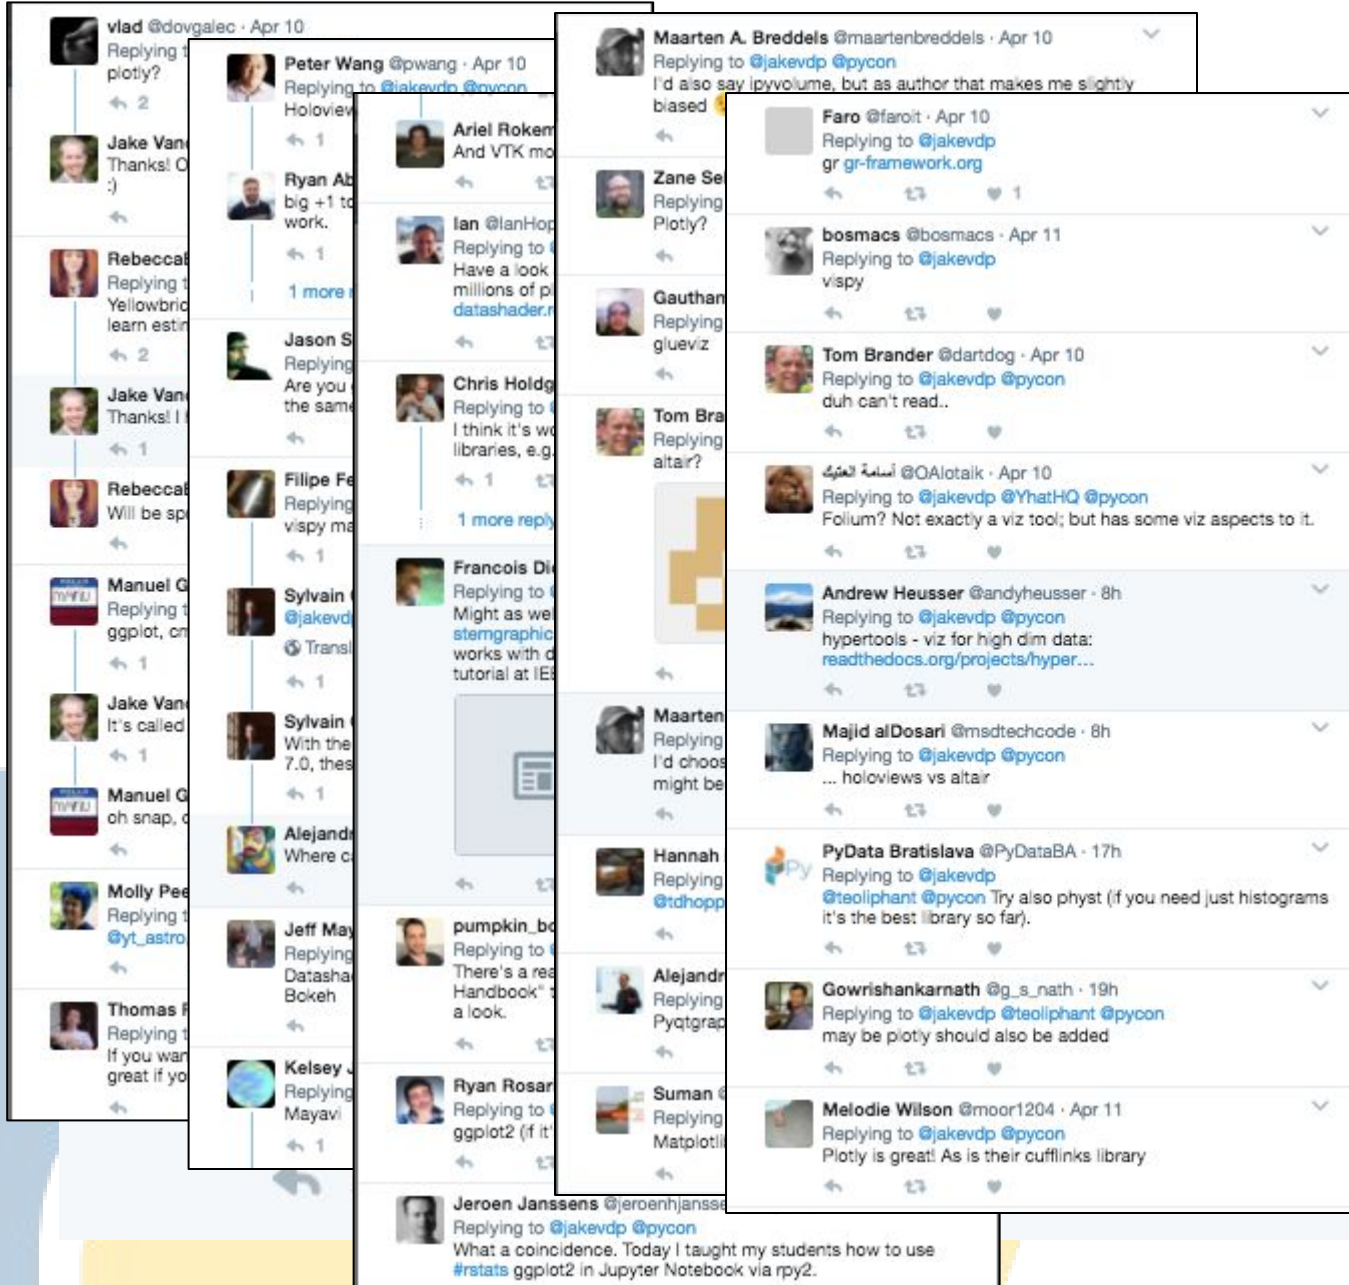 vlad @dovgalec · Apr 10
Replying t
plotly?
2
Jake Van
Thanks! O
:)
Rebecca
Replying t
Yellowbric
learn estin
2
Jake Van
Thanks! I
1
Rebecca
Will be sp
Manuel G
Replying t
ggplot, cm
1
Jake Van
It's called
1
Manuel G
oh snap, c
Molly Pee
Replying t
@yt_astro
Thomas
Replying t
If you wan
great if yo
Peter Wang @pwang · Apr 10
Replying to @jakevdp @pycon
Holoview
1
Ryan Ab
big +1 to
work.
1
1 more r
Jason S
Replying
Are you
the same
Filipe Fe
Replying
vispy ma
1
Sylvain
@jakevd
Transl
1
Sylvain
With the
7.0, thes
1
Alejandr
Where ca
Jeff May
Replying
Datasha
Bokeh
Kelsey J
Replying
Mayavi
1
Ariel Rokem
And VTK mo
Ian @IanHop
Replying to
Have a look
millions of pl
datashader.r
Chris Holdg
Replying to
I think it's wo
libraries, e.g.
1
1 more reply
Francois Di
Replying to
Might as wel
stemgraphic
works with d
tutorial at IEE
pumpkin_bo
Replying to
There's a rea
Handbook" t
a look.
Ryan Rosar
Replying to
ggplot2 (if it'
Jeroen Janssens @jeroenhjansse
Replying to @jakevdp @pycon
What a coincidence. Today I taught my students how to use
#rstats ggplot2 in Jupyter Notebook via rpy2.
Maarten A. Breddels @maartenbreddels · Apr 10
Replying to @jakevdp @pycon
I'd also say ipyvolume, but as author that makes me slightly
biased
Zane Sel
Replying
Plotly?
Gauthan
Replying
glueviz
Tom Bra
Replying
altair?
Maarten
Replying
I'd choos
might be
Hannah
Replying
@tdhopp
Alejandr
Replying
Pyqtgrap
Suman
Replying
Matplotli
Faro @faroit · Apr 10
Replying to @jakevdp
gr gr-framework.org
1
bosmacs @bosmacs · Apr 11
Replying to @jakevdp
vispy
Tom Brander @dartdog · Apr 10
Replying to @jakevdp @pycon
duh can't read..
أسامة العتيك @OAlotaik · Apr 10
Replying to @jakevdp @YhatHQ @pycon
Folium? Not exactly a viz tool; but has some viz aspects to it.
Andrew Heusser @andyheusser · 8h
Replying to @jakevdp @pycon
hypertools - viz for high dim data:
readthedocs.org/projects/hyper...
Majid alDosari @msdtechcode · 8h
Replying to @jakevdp @pycon
... holoviews vs altair
PyData Bratislava @PyDataBA · 17h
Replying to @jakevdp
@teoliphant @pycon Try also physt (if you need just histograms
it's the best library so far).
Gowrishankarnath @g_s_nath · 19h
Replying to @jakevdp @teoliphant @pycon
may be plotly should also be added
Melodie Wilson @moor1204 · Apr 11
Replying to @jakevdp @pycon
Plotly is great! As is their cufflinks library